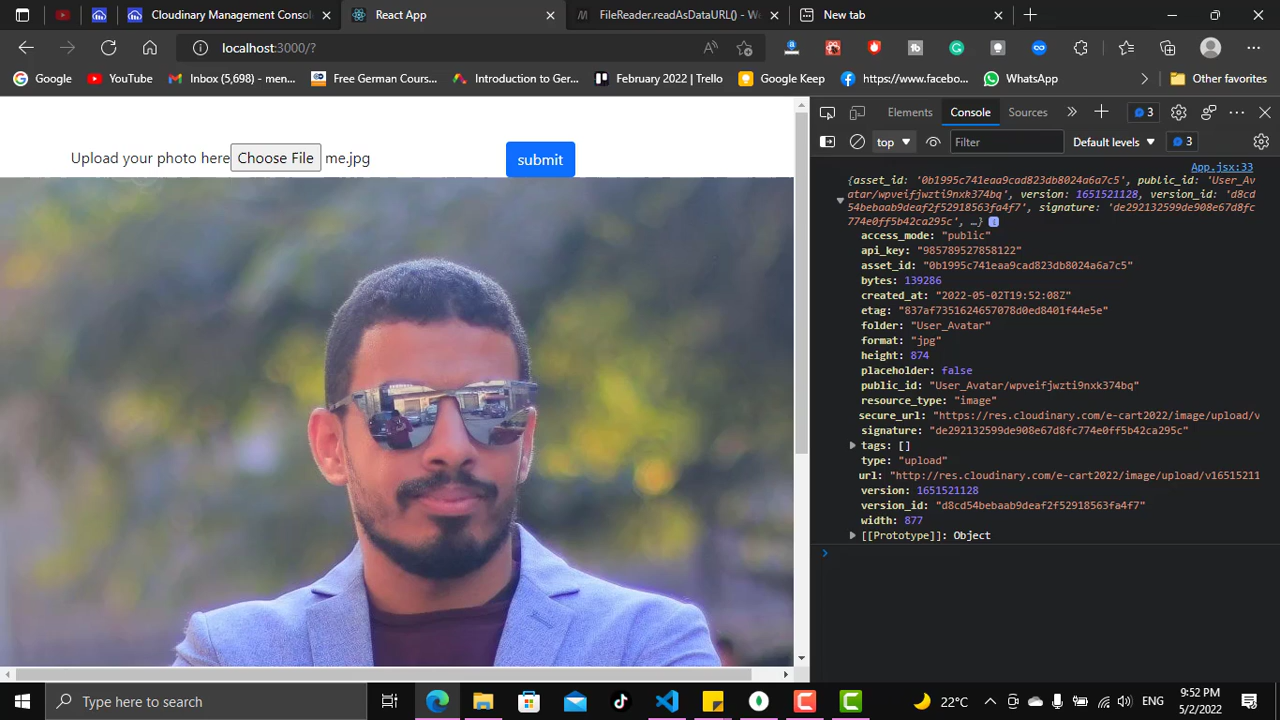 Cloudinary Management Consol
React App
FileReader.readAsDataURL() - We
New tab
localhost:3000/?
Google
YouTube
Inbox (5,698) - men...
Free German Cours...
Introduction to Ger...
February 2022 | Trello
Google Keep
https://www.facebo...
WhatsApp
Other favorites
Elements
Console
Sources
3
top
Filter
Default levels
3
Upload your photo here
Choose File
me.jpg
submit
App.jsx:33
{asset_id: '0b1995c741eaa9cad823db8024a6a7c5', public_id: 'User_Av
atar/wpveifjwzti9nxk374bq', version: 1651521128, version_id: 'd8cd
54bebaab9deaf2f52918563fa4f7', signature: 'de292132599de908e67d8fc
774e0ff5b42ca295c', …}
access_mode: "public"
api_key: "985789527858122"
asset_id: "0b1995c741eaa9cad823db8024a6a7c5"
bytes: 139286
created_at: "2022-05-02T19:52:08Z"
etag: "837af7351624657078d0ed8401f44e5e"
folder: "User_Avatar"
format: "jpg"
height: 874
placeholder: false
public_id: "User_Avatar/wpveifjwzti9nxk374bq"
resource_type: "image"
secure_url: "https://res.cloudinary.com/e-cart2022/image/upload/v
signature: "de292132599de908e67d8fc774e0ff5b42ca295c"
tags: []
type: "upload"
url: "http://res.cloudinary.com/e-cart2022/image/upload/v16515211
version: 1651521128
version_id: "d8cd54bebaab9deaf2f52918563fa4f7"
width: 877
[[Prototype]]: Object
Type here to search
22°C
ENG
9:52 PM
5/2/2022